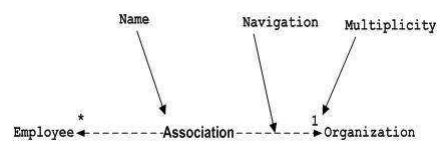 Name
Navigation
Multiplicity
* 1
Employee Association Organization